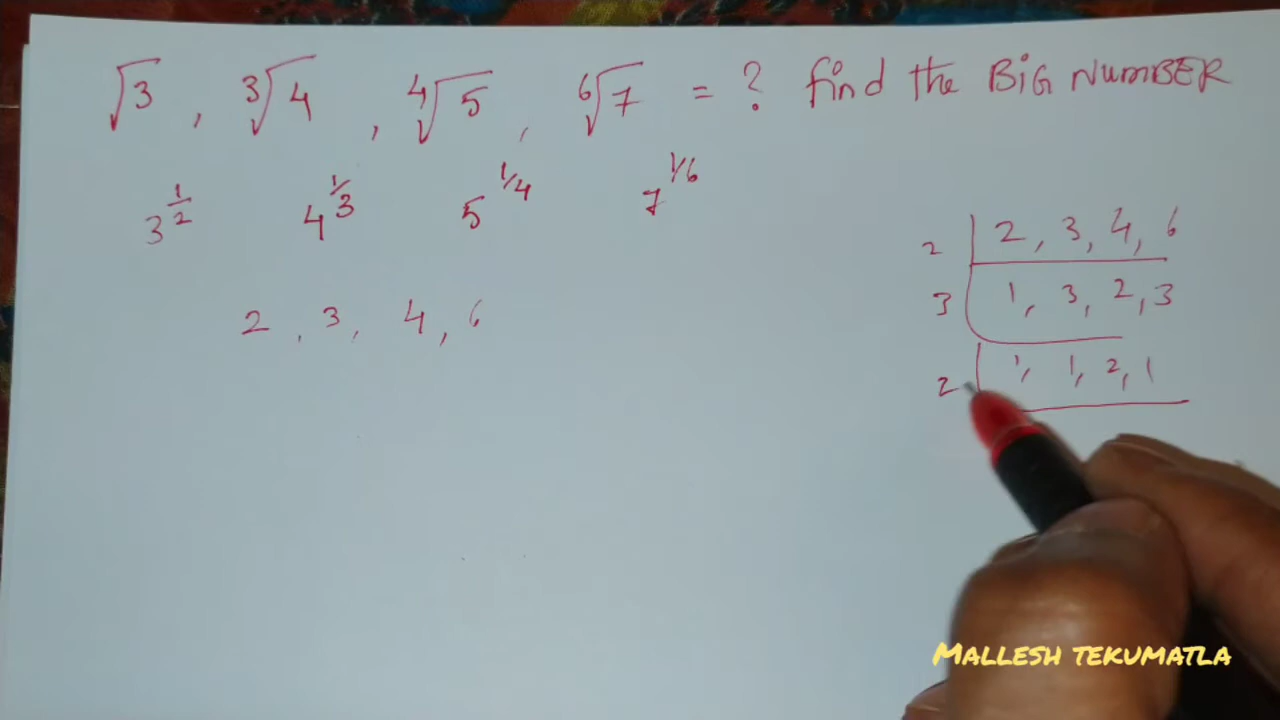 √3 , ³√4 , ⁴√5 , ⁶√7 = ? find the BiG NUMBER
3^1/2 4^1/3 5^1/4 7^1/6
2 , 3 , 4 , 6
2 | 2 , 3 , 4 , 6
3 | 1 , 3 , 2 , 3
2 | 1 , 1 , 2 , 1
MALLESH TEKUMATLA